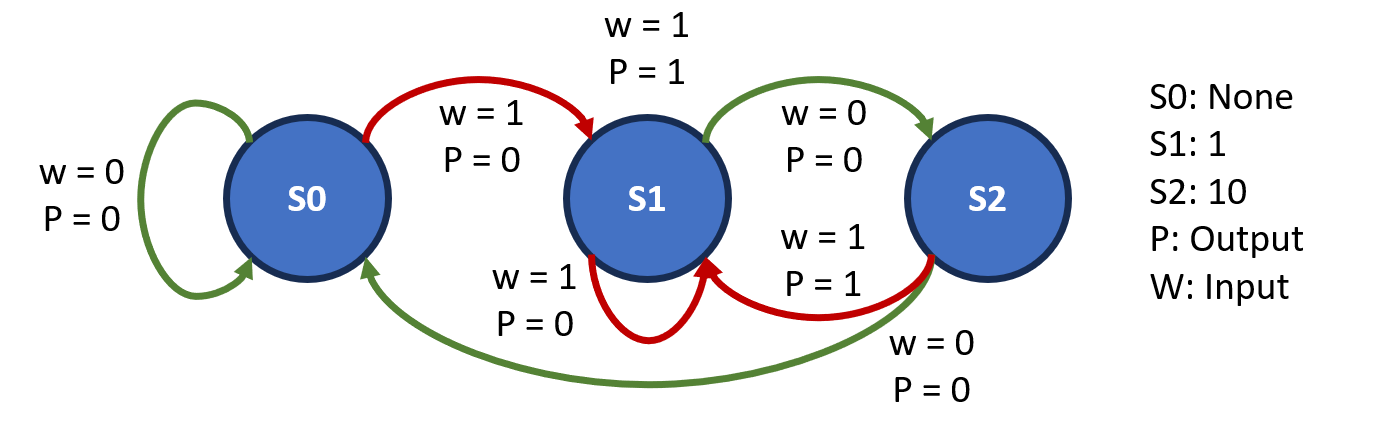 w = 1
P = 1
w = 1
P = 0
w = 0
P = 0
w = 0
P = 0
S0
S1
S2
w = 1
P = 1
w = 1
P = 0
w = 0
P = 0
S0: None
S1: 1
S2: 10
P: Output
W: Input